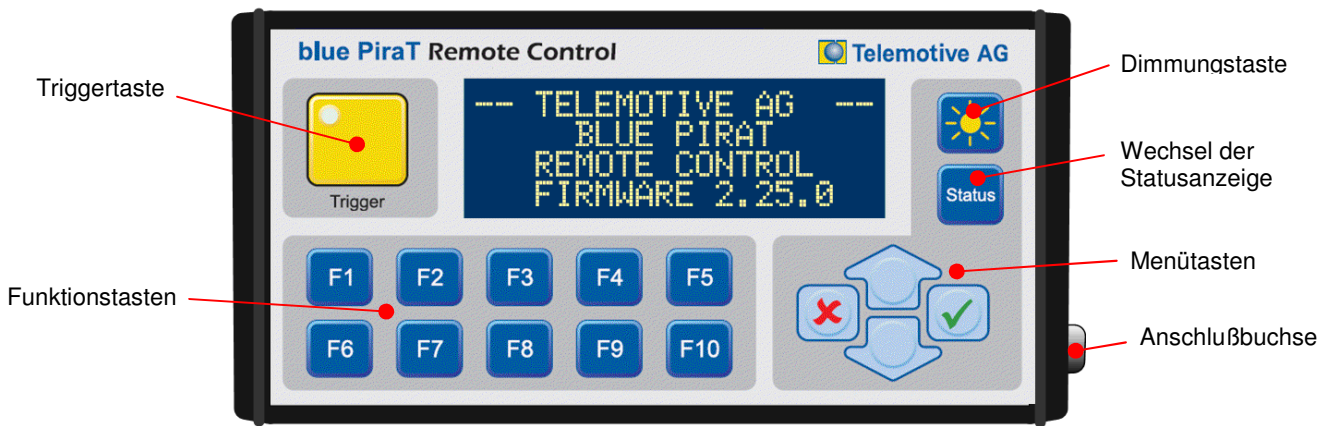 blue PiraT Remote Control
Telemotive AG
Triggertaste
-- TELEMOTIVE AG --
BLUE PIRAT
REMOTE CONTROL
FIRMWARE 2.25.0
Trigger
Dimmungstaste
Wechsel der
Statusanzeige
Status
Funktionstasten
F1 F2 F3 F4 F5
F6 F7 F8 F9 F10
Menütasten
Anschlußbuchse